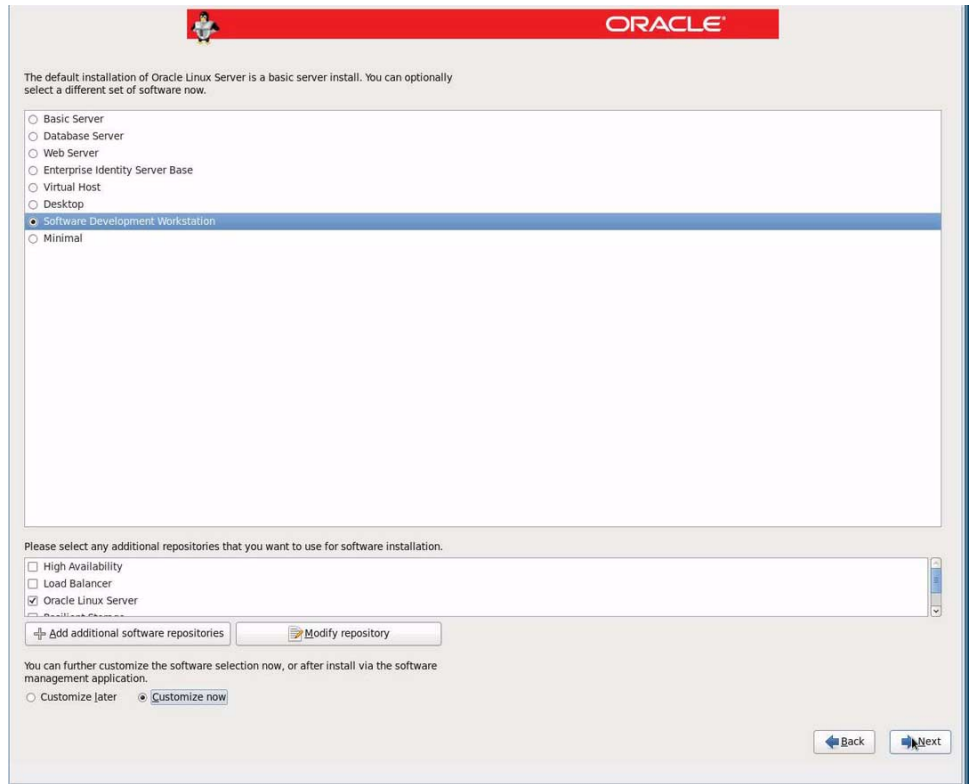 ORACLE
The default installation of Oracle Linux Server is a basic server install. You can optionally
select a different set of software now.
Basic Server
Database Server
Web Server
Enterprise Identity Server Base
Virtual Host
Desktop
Software Development Workstation
Minimal
Please select any additional repositories that you want to use for software installation.
High Availability
Load Balancer
Oracle Linux Server
Add additional software repositories Modify repository
You can further customize the software selection now, or after install via the software
management application.
Customize later Customize now
Back Next